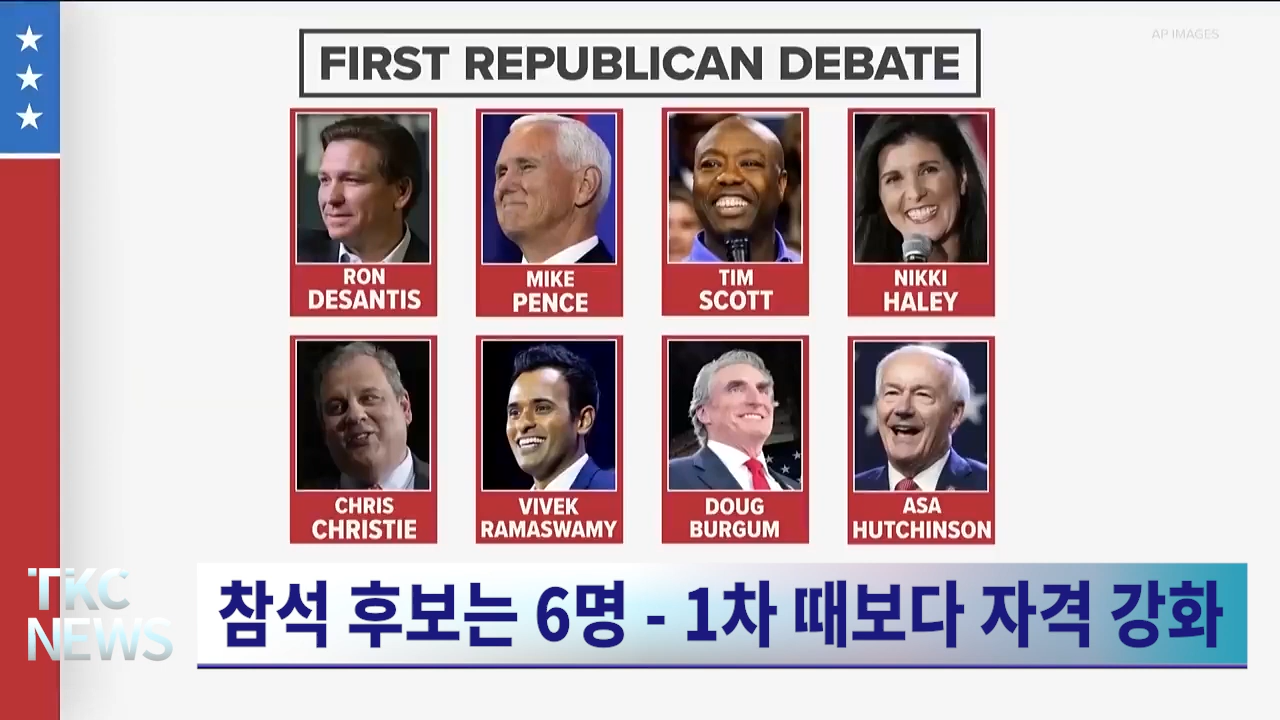 AP IMAGES
FIRST REPUBLICAN DEBATE
RON
DESANTIS
MIKE
PENCE
TIM
SCOTT
NIKKI
HALEY
CHRIS
CHRISTIE
VIVEK
RAMASWAMY
DOUG
BURGUM
ASA
HUTCHINSON
TKC
NEWS
참석 후보는 6명 - 1차 때보다 자격 강화